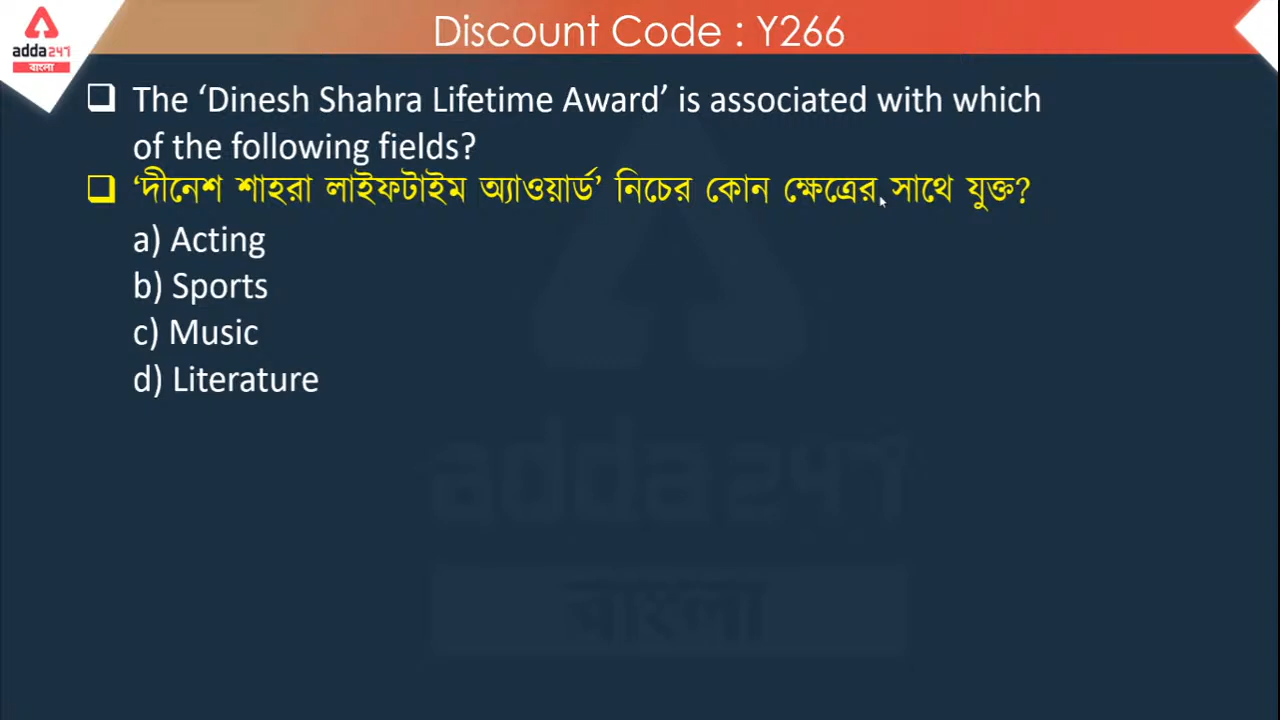 Discount Code : Y266
adda247
বাংলা
The ‘Dinesh Shahra Lifetime Award’ is associated with which
of the following fields?
‘দীনেশ শাহরা লাইফটাইম অ্যাওয়ার্ড’ নিচের কোন ক্ষেত্রের সাথে যুক্ত?
a) Acting
b) Sports
c) Music
d) Literature
adda247
বাংলা